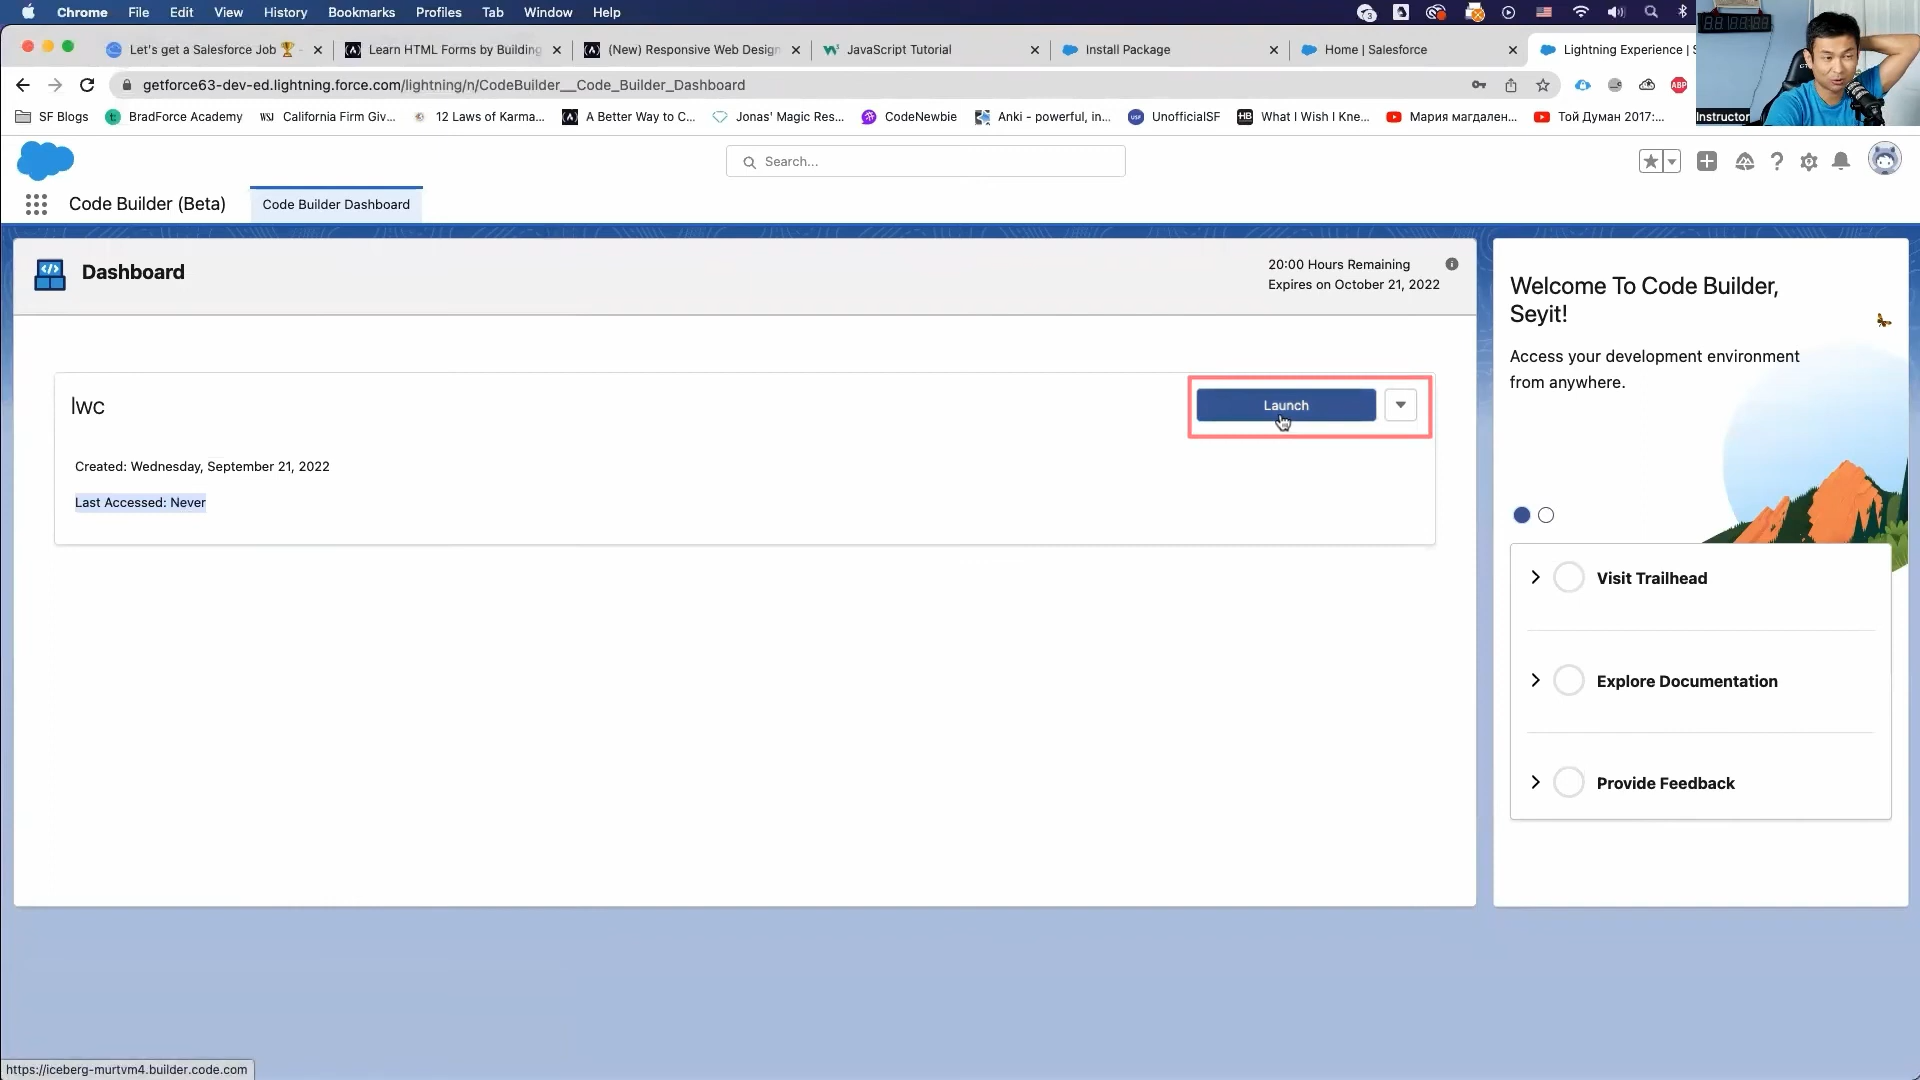 Chrome File Edit View History Bookmarks Profiles Tab Window Help
3
Let's get a Salesforce Job 🏆
Learn HTML Forms by Building
(New) Responsive Web Design
JavaScript Tutorial
Install Package
Home | Salesforce
Lightning Experience | S
getforce63-dev-ed.lightning.force.com/lightning/n/CodeBuilder__Code_Builder_Dashboard
ABP
SF Blogs
BradForce Academy
California Firm Giv...
12 Laws of Karma...
A Better Way to C...
Jonas' Magic Res...
CodeNewbie
Anki - powerful, in...
UnofficialSF
HB What I Wish I Kne...
Мария магдален...
Той Думан 2017:...
Instructor
Search...
Code Builder (Beta)
Code Builder Dashboard
Dashboard
20:00 Hours Remaining
Expires on October 21, 2022
lwc
Launch
Created: Wednesday, September 21, 2022
Last Accessed: Never
Welcome To Code Builder,
Seyit!
Access your development environment
from anywhere.
Visit Trailhead
Explore Documentation
Provide Feedback
https://iceberg-murtvm4.builder.code.com